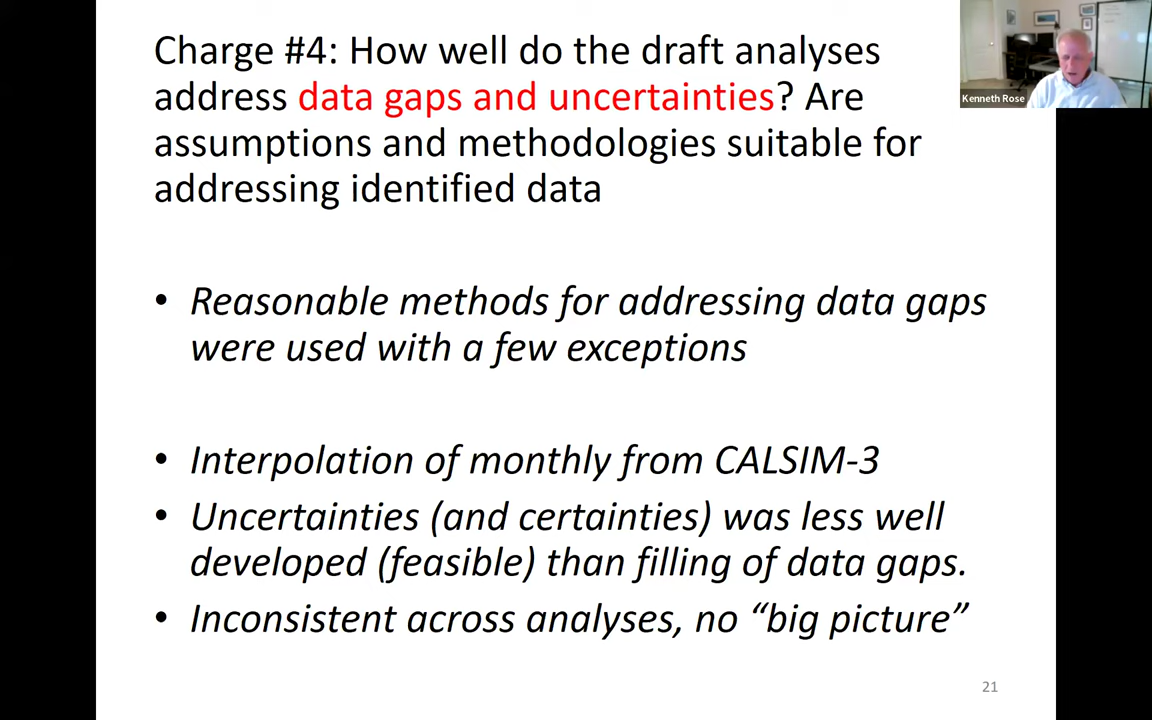 Charge #4: How well do the draft analyses
address data gaps and uncertainties? Are
assumptions and methodologies suitable for
addressing identified data
Kenneth Rose
• Reasonable methods for addressing data gaps
were used with a few exceptions
• Interpolation of monthly from CALSIM-3
• Uncertainties (and certainties) was less well
developed (feasible) than filling of data gaps.
• Inconsistent across analyses, no “big picture”
21